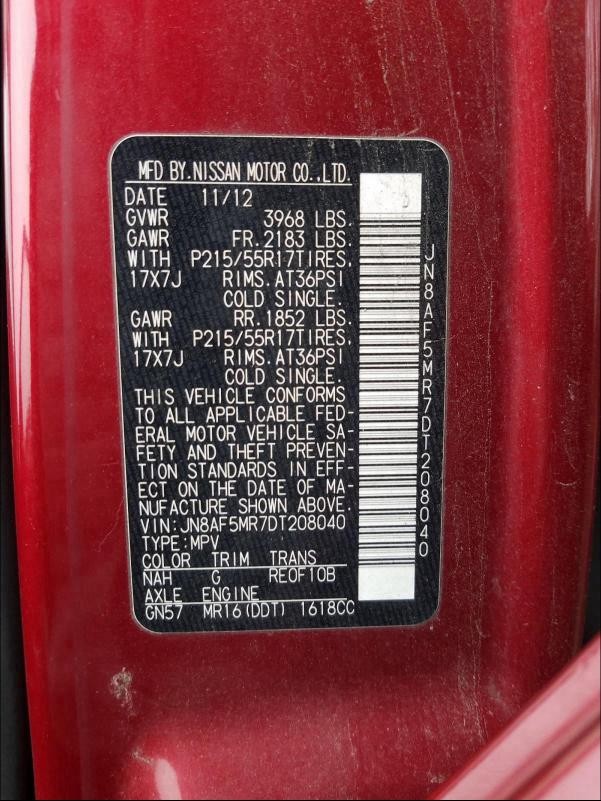 MFD BY.NISSAN MOTOR CO.,LTD.
DATE 11/12
GVWR 3968 LBS.
GAWR FR.2183 LBS.
WITH P215/55R17TIRES.
17X7J RIMS.AT36PSI
COLD SINGLE.
GAWR RR.1852 LBS.
WITH P215/55R17TIRES.
17X7J RIMS.AT36PSI
COLD SINGLE.
THIS VEHICLE CONFORMS
TO ALL APPLICABLE FED-
ERAL MOTOR VEHICLE SA-
FETY AND THEFT PREVEN-
TION STANDARDS IN EFF-
ECT ON THE DATE OF MA-
NUFACTURE SHOWN ABOVE.
VIN:JN8AF5MR7DT208040
TYPE:MPV
COLOR TRIM TRANS
NAH G RE0F10B
AXLE ENGINE
GN57 MR16(DDT) 1618CC
JN8AF5MR7DT208040